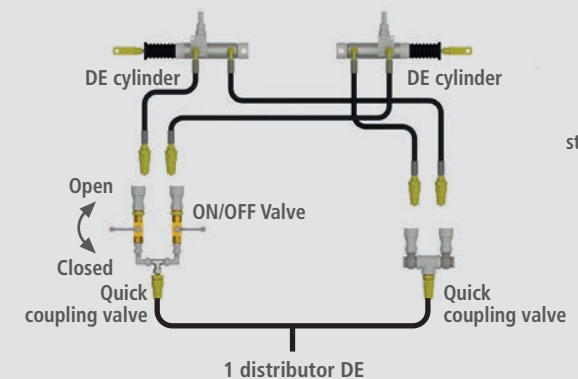 DE cylinder
DE cylinder
st
Open
ON/OFF Valve
Closed
Quick
coupling valve
Quick
coupling valve
1 distributor DE